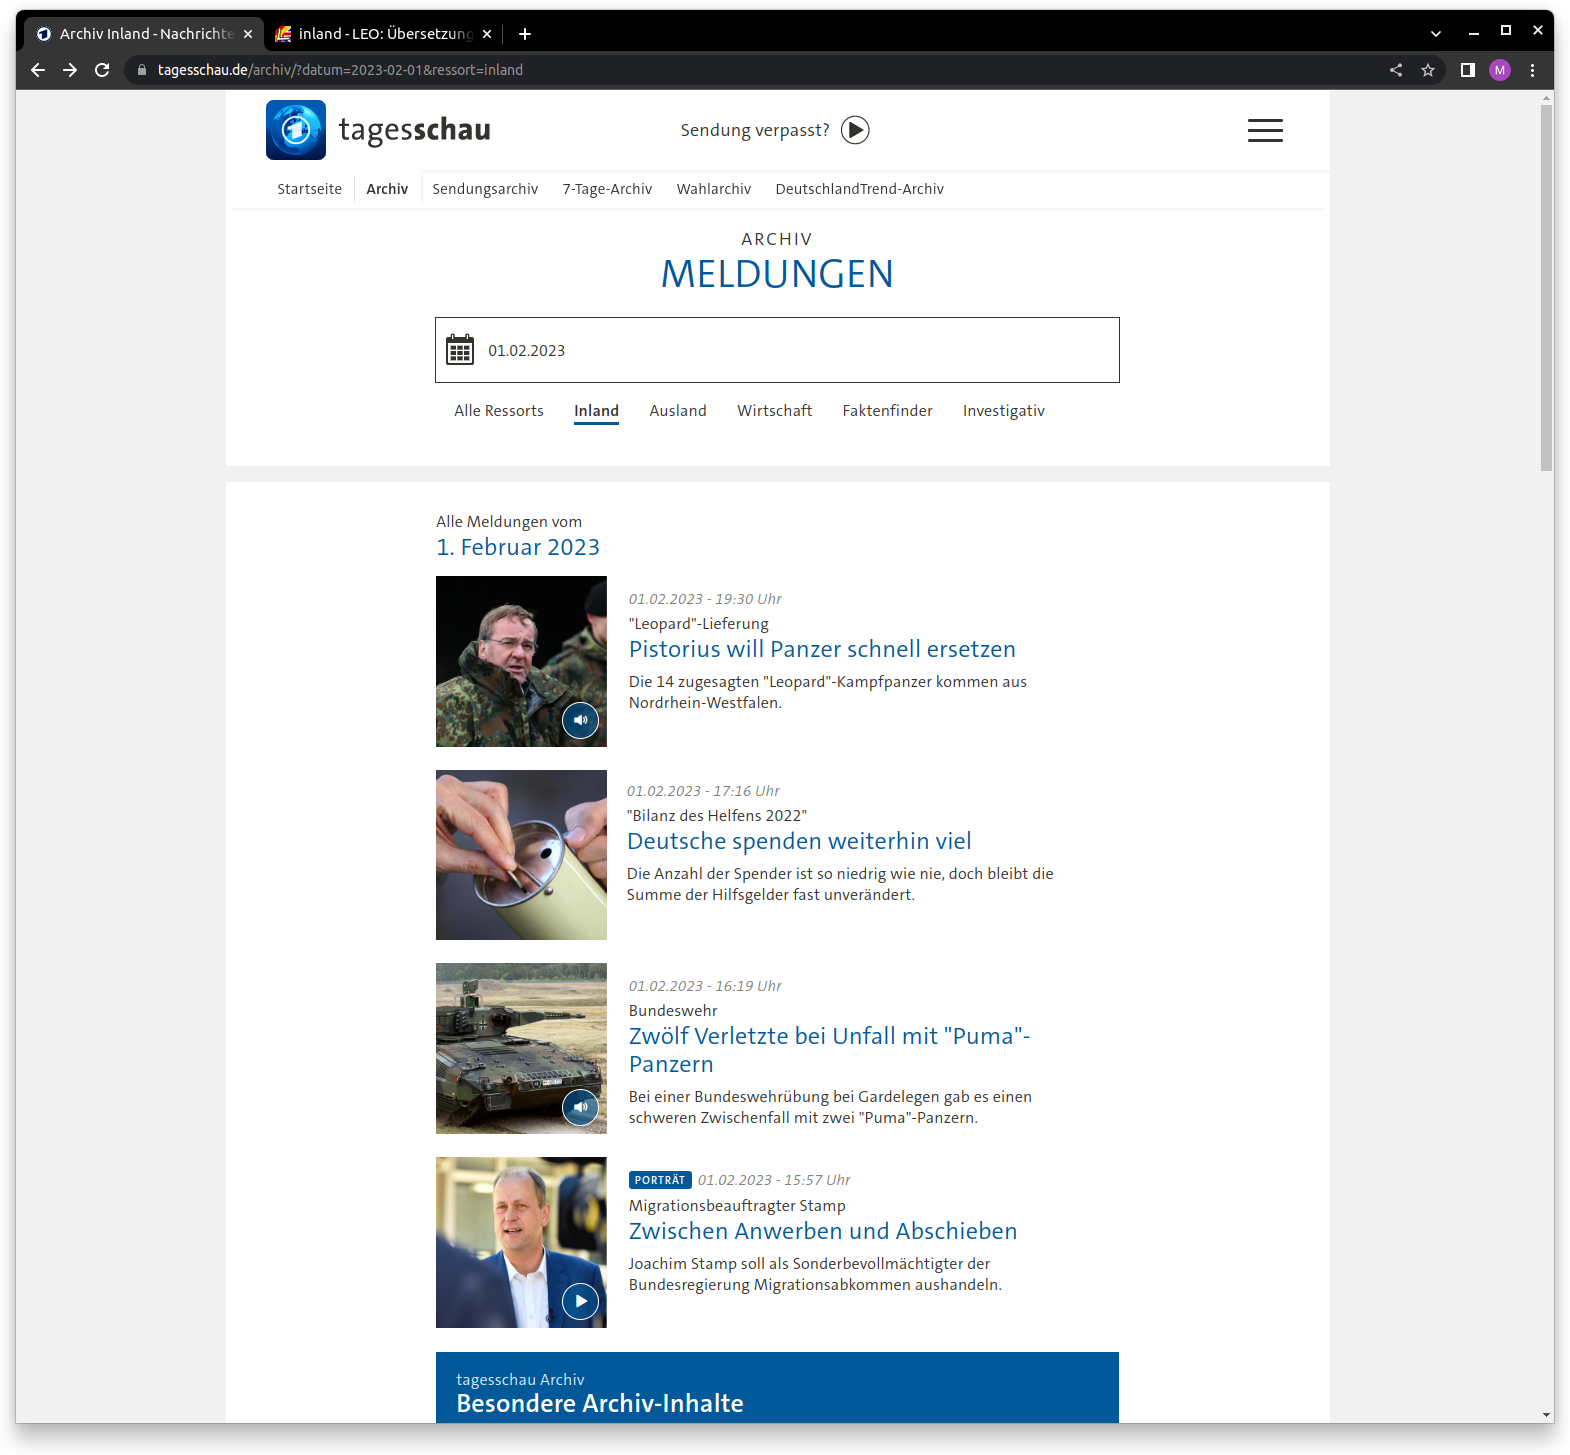 Archiv Inland - Nachrichte
inland - LEO: Übersetzung
tagesschau.de/archiv/?datum=2023-02-01&ressort=inland
M
tagesschau
Sendung verpasst?
Startseite
Archiv
Sendungsarchiv
7-Tage-Archiv
Wahlarchiv
DeutschlandTrend-Archiv
ARCHIV
MELDUNGEN
01.02.2023
Alle Ressorts
Inland
Ausland
Wirtschaft
Faktenfinder
Investigativ
Alle Meldungen vom
1. Februar 2023
01.02.2023 - 19:30 Uhr
"Leopard"-Lieferung
Pistorius will Panzer schnell ersetzen
Die 14 zugesagten "Leopard"-Kampfpanzer kommen aus
Nordrhein-Westfalen.
01.02.2023 - 17:16 Uhr
"Bilanz des Helfens 2022"
Deutsche spenden weiterhin viel
Die Anzahl der Spender ist so niedrig wie nie, doch bleibt die
Summe der Hilfsgelder fast unverändert.
01.02.2023 - 16:19 Uhr
Bundeswehr
Zwölf Verletzte bei Unfall mit "Puma"-
Panzern
Bei einer Bundeswehrübung bei Gardelegen gab es einen
schweren Zwischenfall mit zwei "Puma"-Panzern.
PORTRÄT 01.02.2023 - 15:57 Uhr
Migrationsbeauftragter Stamp
Zwischen Anwerben und Abschieben
Joachim Stamp soll als Sonderbevollmächtigter der
Bundesregierung Migrationsabkommen aushandeln.
tagesschau Archiv
Besondere Archiv-Inhalte